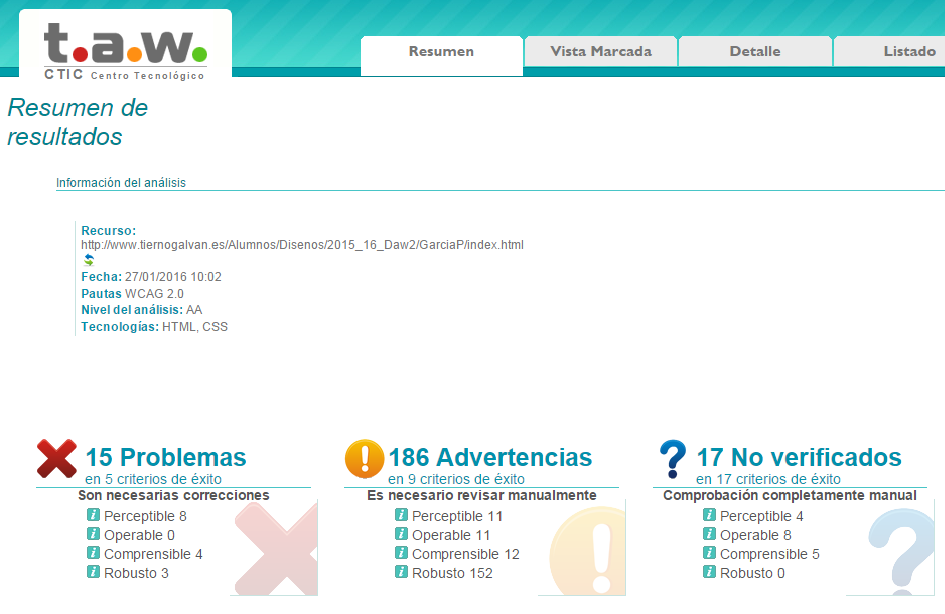 t.a.w.
CTIC Centro Tecnológico
Resumen
Vista Marcada
Detalle
Listado
Resumen de
resultados
Información del análisis
Recurso:
http://www.tiernogalvan.es/Alumnos/Disenos/2015_16_Daw2/GarciaP/index.html
Fecha: 27/01/2016 10:02
Pautas WCAG 2.0
Nivel del análisis: AA
Tecnologías: HTML, CSS
15 Problemas
en 5 criterios de éxito
Son necesarias correcciones
Perceptible 8
Operable 0
Comprensible 4
Robusto 3
186 Advertencias
en 9 criterios de éxito
Es necesario revisar manualmente
Perceptible 11
Operable 11
Comprensible 12
Robusto 152
17 No verificados
en 17 criterios de éxito
Comprobación completamente manual
Perceptible 4
Operable 8
Comprensible 5
Robusto 0